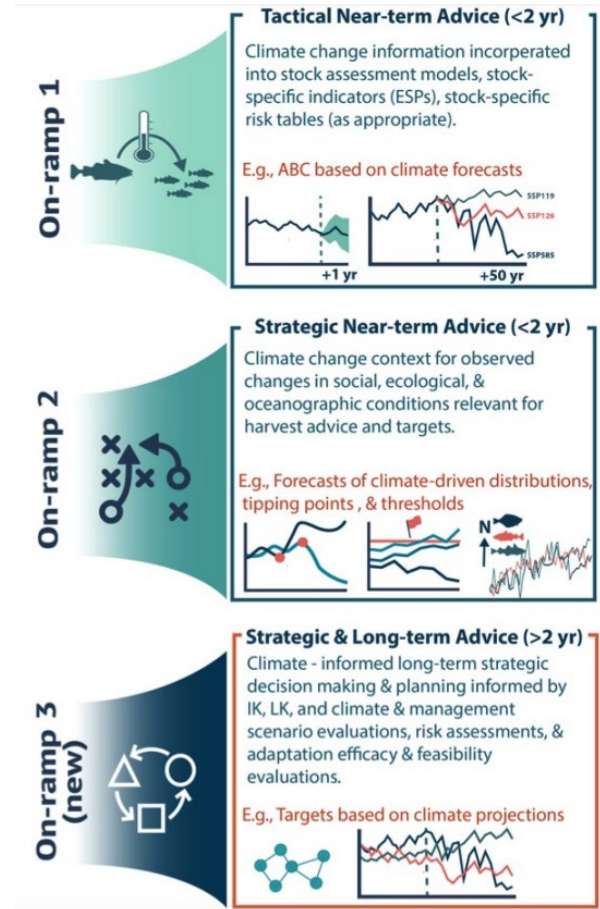 On-ramp 1
Tactical Near-term Advice (<2 yr)
Climate change information incorperated
into stock assessment models, stock-
specific indicators (ESPs), stock-specific
risk tables (as appropriate).
E.g., ABC based on climate forecasts
SSP119
SSP126
SSP585
+1 yr
+50 yr
On-ramp 2
Strategic Near-term Advice (<2 yr)
Climate change context for observed
changes in social, ecological, &
oceanographic conditions relevant for
harvest advice and targets.
E.g., Forecasts of climate-driven distributions,
tipping points , & thresholds
N
On-ramp 3
(new)
Strategic & Long-term Advice (>2 yr)
Climate - informed long-term strategic
decision making & planning informed by
IK, LK, and climate & management
scenario evaluations, risk assessments, &
adaptation efficacy & feasibility
evaluations.
E.g., Targets based on climate projections